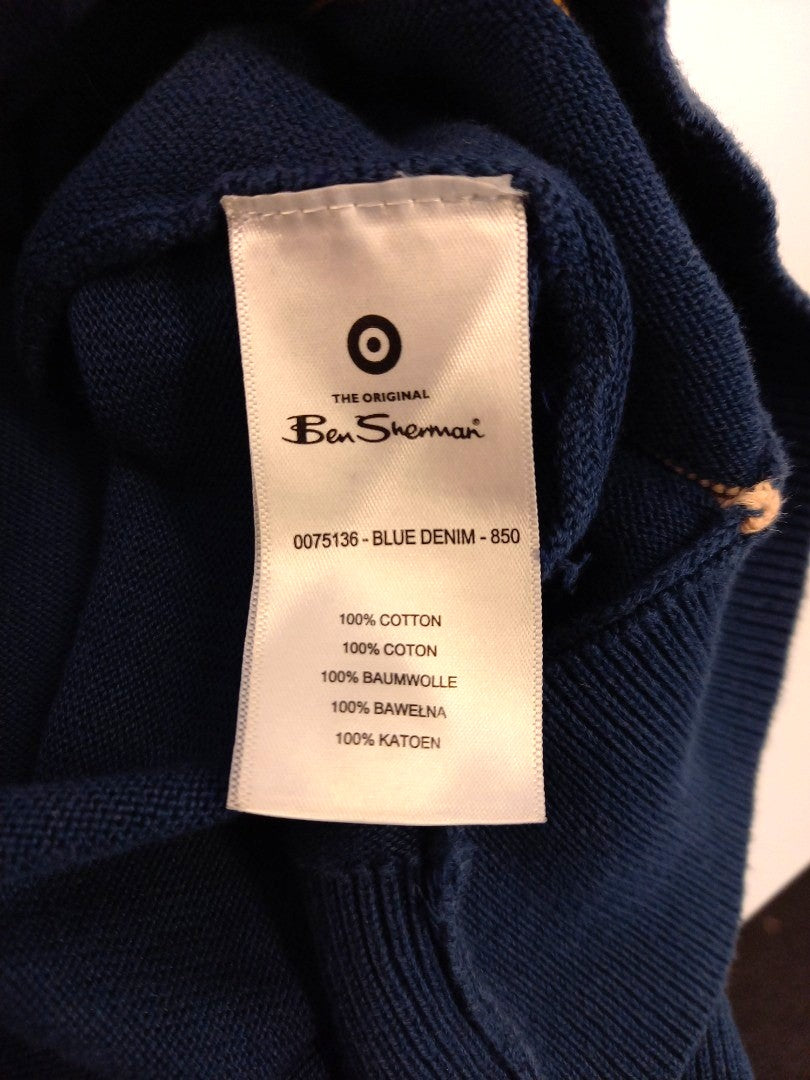 THE ORIGINAL
Ben Sherman®
0075136 - BLUE DENIM - 850
100% COTTON
100% COTON
100% BAUMWOLLE
100% BAWEŁNA
100% KATOEN